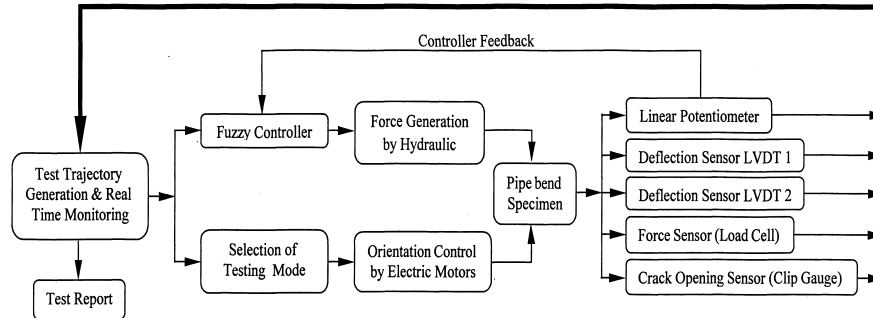 Controller Feedback
Fuzzy Controller
Force Generation
by Hydraulic
Linear Potentiometer
Test Trajectory
Generation & Real
Time Monitoring
Pipe bend
Specimen
Deflection Sensor LVDT 1
Deflection Sensor LVDT 2
Selection of
Testing Mode
Orientation Control
by Electric Motors
Force Sensor (Load Cell)
Crack Opening Sensor (Clip Gauge)
Test Report